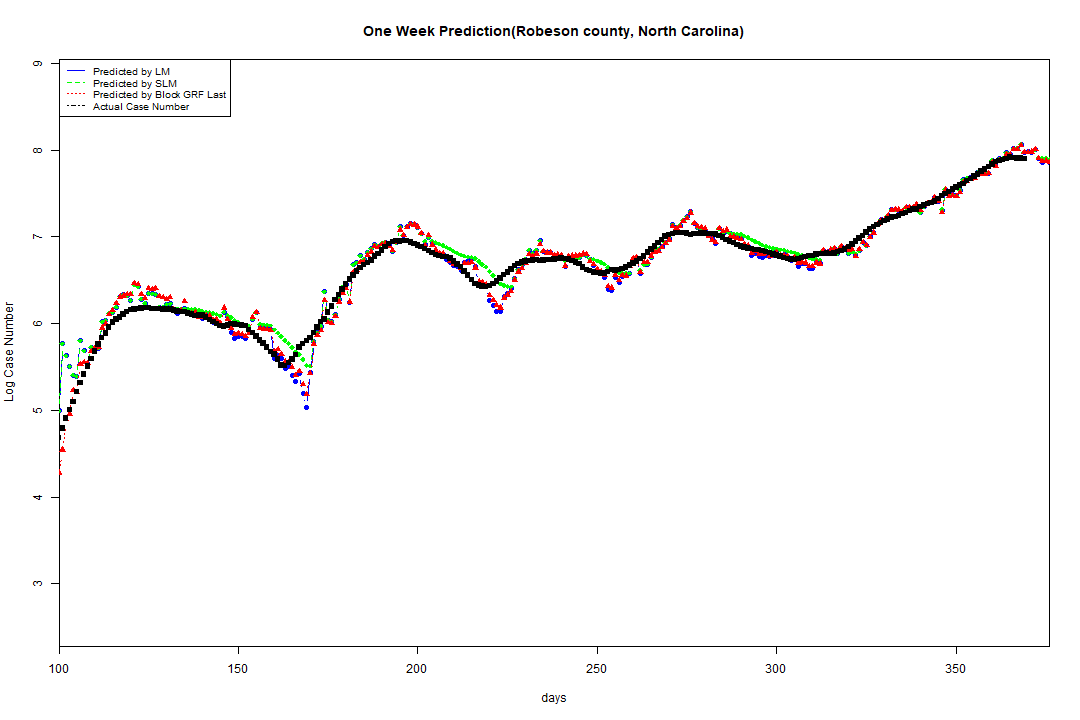 One Week Prediction(Robeson county, North Carolina)
Predicted by LM
Predicted by SLM
Predicted by Block GRF Last
Actual Case Number
9
8
7
6
5
4
3
Log Case Number
100 150 200 250 300 350
days